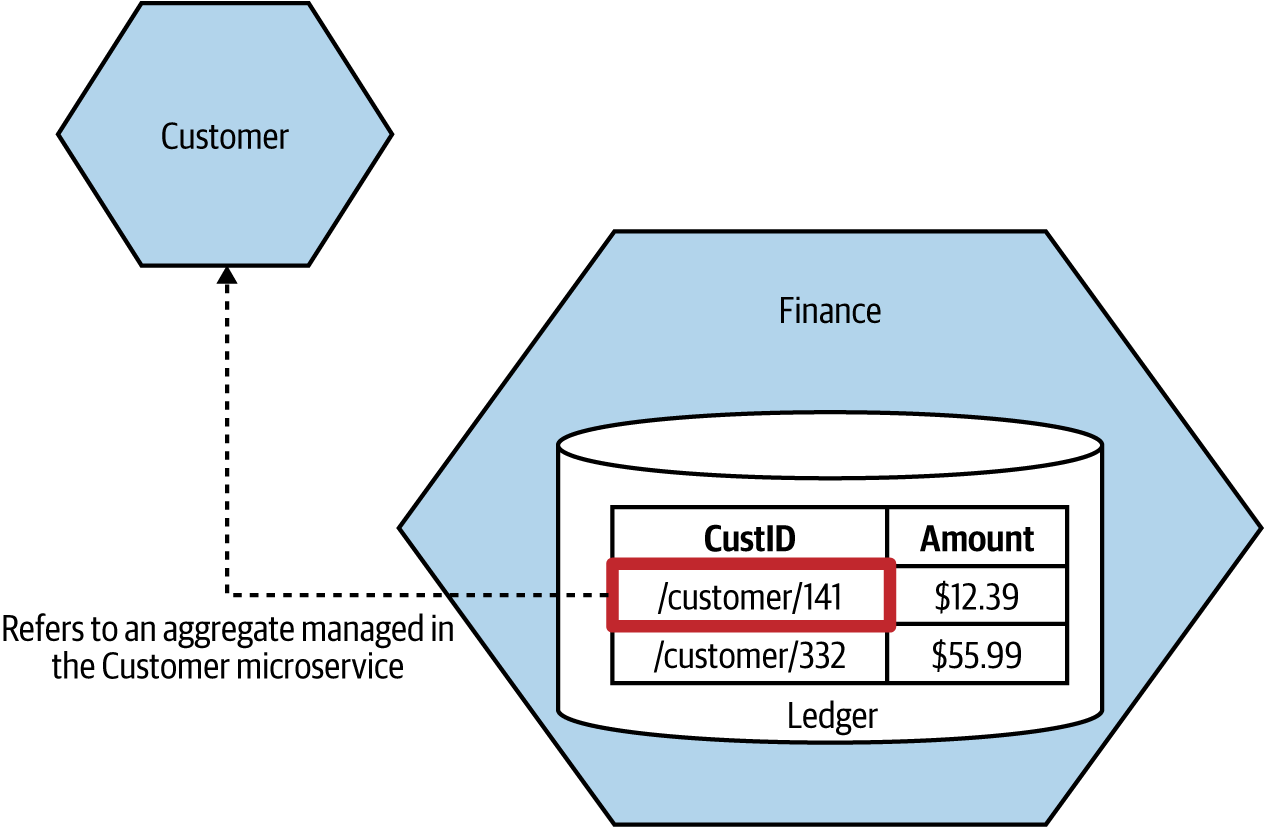 Customer
Finance
CustID Amount
/customer/141 $12.39
/customer/332 $55.99
Ledger
Refers to an aggregate managed in
the Customer microservice